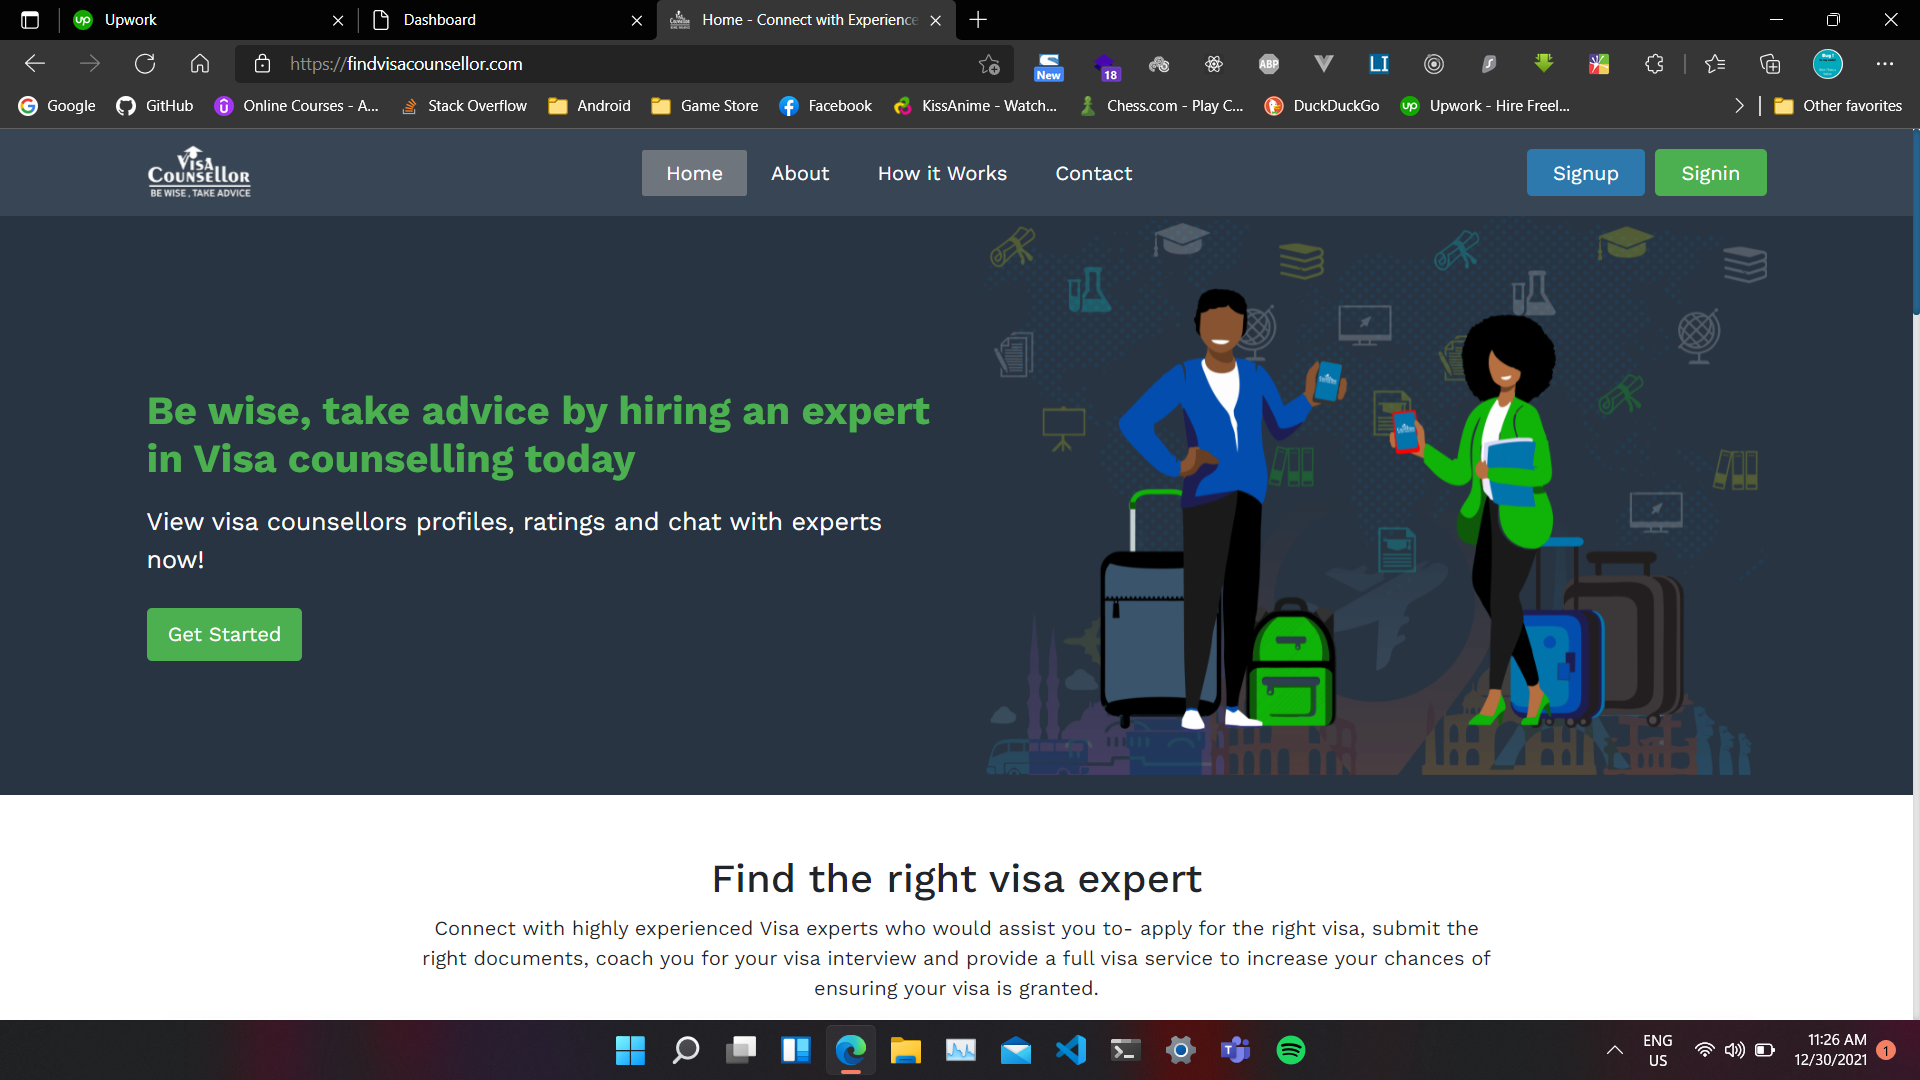 Upwork
Dashboard
Home - Connect with Experience
https://findvisacounsellor.com
New
18
ABP
LI
Google
GitHub
Online Courses - A...
Stack Overflow
Android
Game Store
Facebook
KissAnime - Watch...
Chess.com - Play C...
DuckDuckGo
Upwork - Hire Freel...
Other favorites
VISA
COUNSELLOR
BE WISE, TAKE ADVICE
Home
About
How it Works
Contact
Signup
Signin
Be wise, take advice by hiring an expert
in Visa counselling today
View visa counsellors profiles, ratings and chat with experts
now!
Get Started
Find the right visa expert
Connect with highly experienced Visa experts who would assist you to- apply for the right visa, submit the
right documents, coach you for your visa interview and provide a full visa service to increase your chances of
ensuring your visa is granted.
ENG
US
11:26 AM
12/30/2021
1